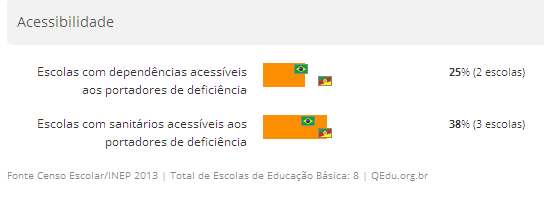 Acessibilidade
Escolas com dependências acessíveis
aos portadores de deficiência
25% (2 escolas)
Escolas com sanitários acessíveis aos
portadores de deficiência
38% (3 escolas)
Fonte Censo Escolar/INEP 2013 | Total de Escolas de Educação Básica: 8 | QEdu.org.br